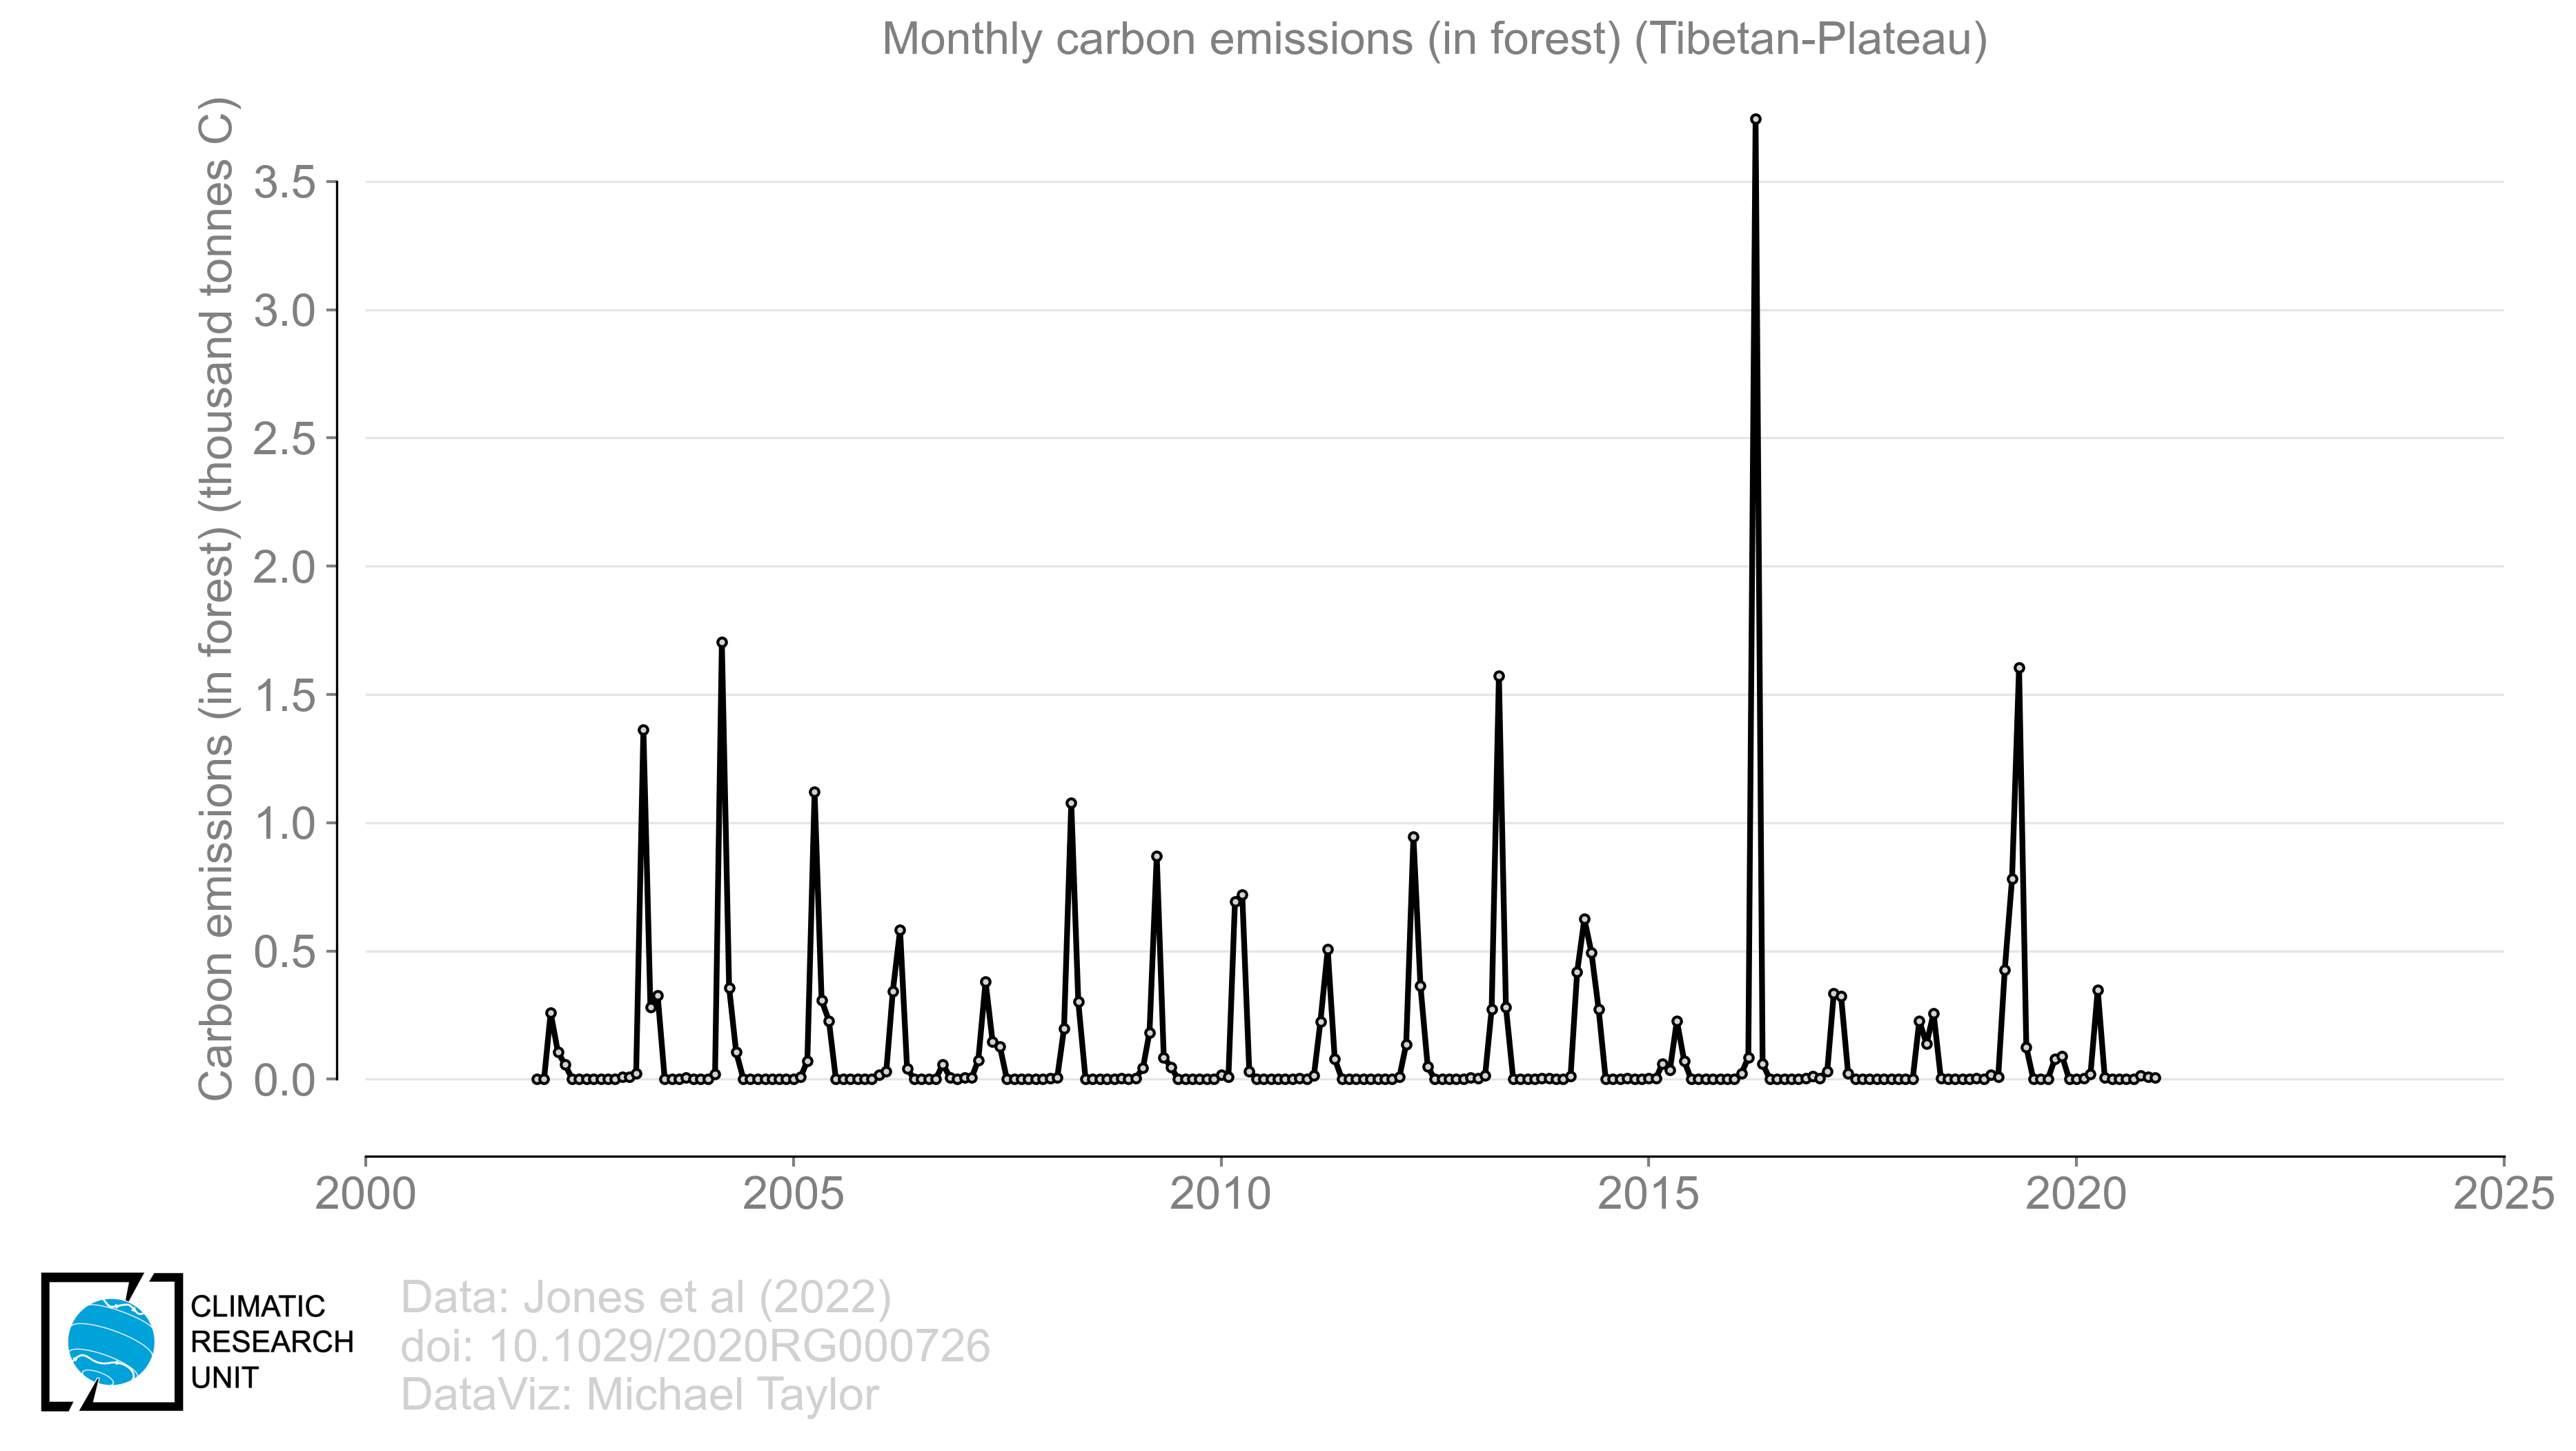 Monthly carbon emissions (in forest) (Tibetan-Plateau)
Carbon emissions (in forest) (thousand tonnes C)
3.5
3.0
2.5
2.0
1.5
1.0
0.5
0.0
2000 2005 2010 2015 2020 2025
CLIMATIC
RESEARCH
UNIT
Data: Jones et al (2022)
doi: 10.1029/2020RG000726
DataViz: Michael Taylor